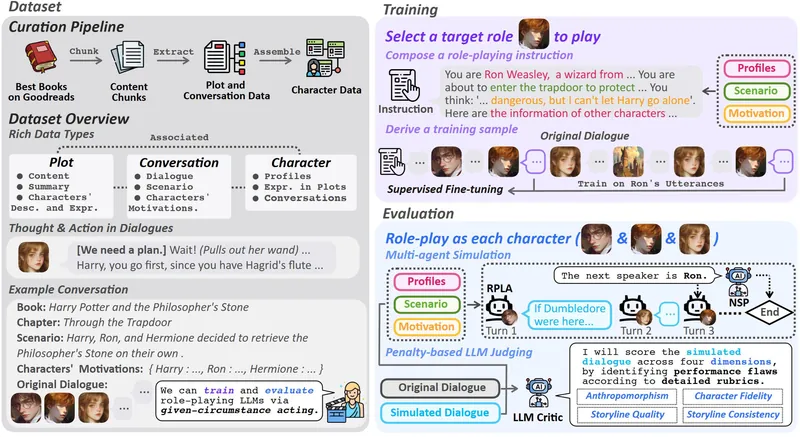 Dataset
Curation Pipeline
Chunk
Extract
Assemble
Best Books
on Goodreads
Content
Chunks
Plot and
Conversation Data
Character Data
Dataset Overview
Rich Data Types
Associated
Plot
Content
Summary
Characters'
Desc. and Expr.
Conversation
Dialogue
Scenario
Characters'
Motivations.
Character
Profiles
Expr. in Plots
Conversations
Thought & Action in Dialogues
[We need a plan.] Wait! (Pulls out her wand) ...
Harry, you go first, since you have Hagrid's flute ...
Example Conversation
Book: Harry Potter and the Philosopher's Stone
Chapter: Through the Trapdoor
Scenario: Harry, Ron, and Hermione decided to retrieve the
Philosopher's Stone on their own .
Characters' Motivations: { Harry : ..., Ron : ..., Hermione : ... }
Original Dialogue:
...
...
We can train and evaluate
role-playing LLMs via
given-circumstance acting.
Training
Select a target role to play
Compose a role-playing instruction
Instruction
You are Ron Weasley, a wizard from ... You are
about to enter the trapdoor to protect ... You
think: '... dangerous, but I can't let Harry go alone'.
Here are the information of other characters ...
Profiles
Scenario
Motivation
Derive a training sample
Original Dialogue
...
...
...
...
...
Supervised Fine-tuning
Train on Ron's Utterances
Evaluation
Role-play as each character ( & & )
Multi-agent Simulation
Profiles
Scenario
Motivation
RPLA
Turn 1
If Dumbledore
were here...
Turn 2
...
Turn 3
The next speaker is Ron.
AI
NSP
End
Penalty-based LLM Judging
Original Dialogue
Simulated Dialogue
AI
LLM Critic
I will score the simulated
dialogue across four dimensions,
by identifying performance flaws
according to detailed rubrics.
Anthropomorphism
Character Fidelity
Storyline Quality
Storyline Consistency